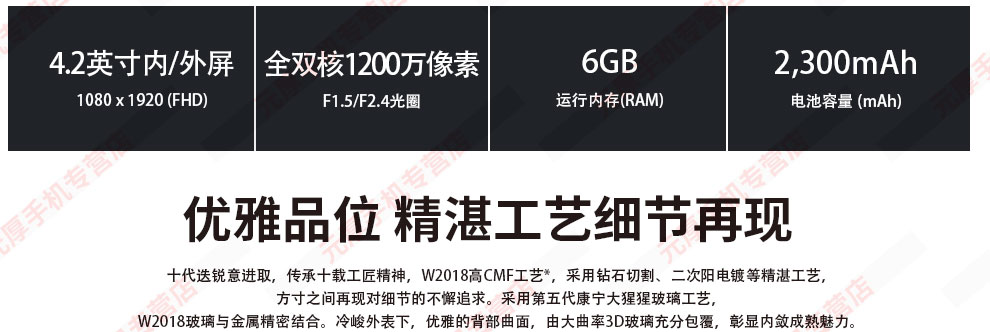 4.2英寸内/外屏
1080 x 1920 (FHD)
全双核1200万像素
F1.5/F2.4光圈
6GB
运行内存(RAM)
2,300mAh
电池容量 (mAh)
优雅品位 精湛工艺细节再现
十代迭锐意进取，传承十载工匠精神，W2018高CMF工艺*，采用钻石切割、二次阳电镀等精湛工艺，
方寸之间再现对细节的不懈追求。采用第五代康宁大猩猩玻璃工艺，
W2018玻璃与金属精密结合。冷峻外表下，优雅的背部曲面，由大曲率3D玻璃充分包覆，彰显内敛成熟魅力。
元厚手机专营店